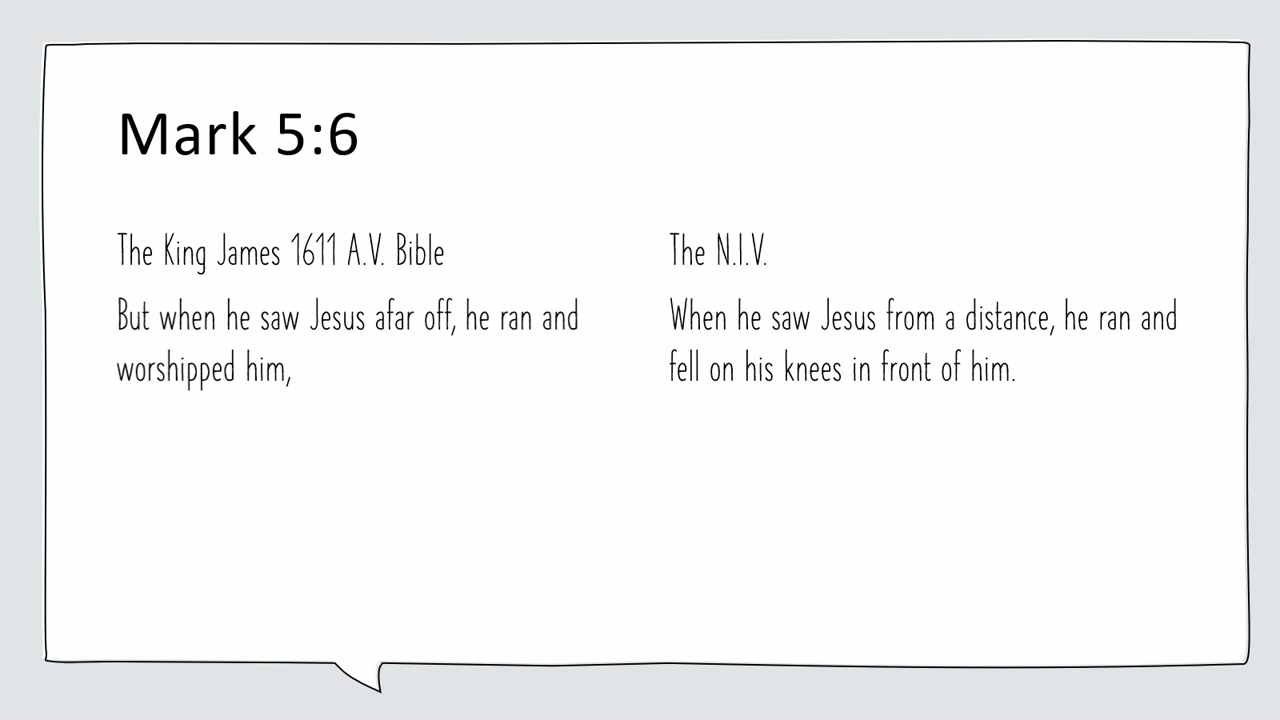 Mark 5:6
The King James 1611 A.V. Bible
But when he saw Jesus afar off, he ran and
worshipped him,
The N.I.V.
When he saw Jesus from a distance, he ran and
fell on his knees in front of him.